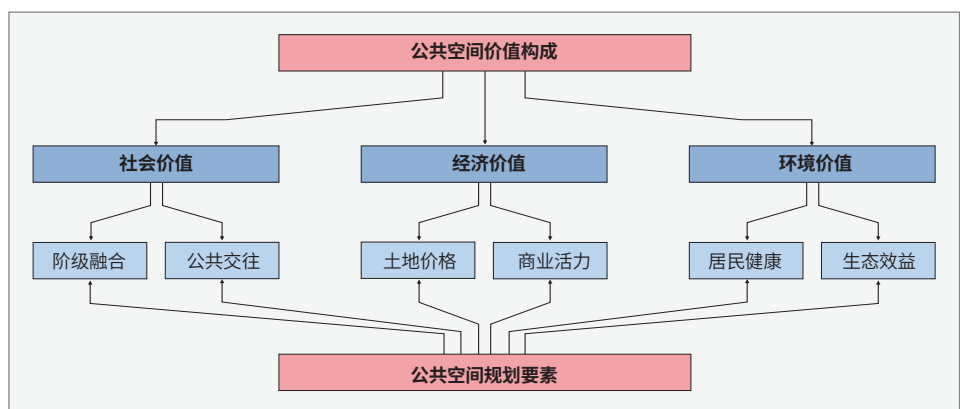 公共空间价值构成
社会价值
经济价值
环境价值
阶级融合
公共交往
土地价格
商业活力
居民健康
生态效益
公共空间规划要素